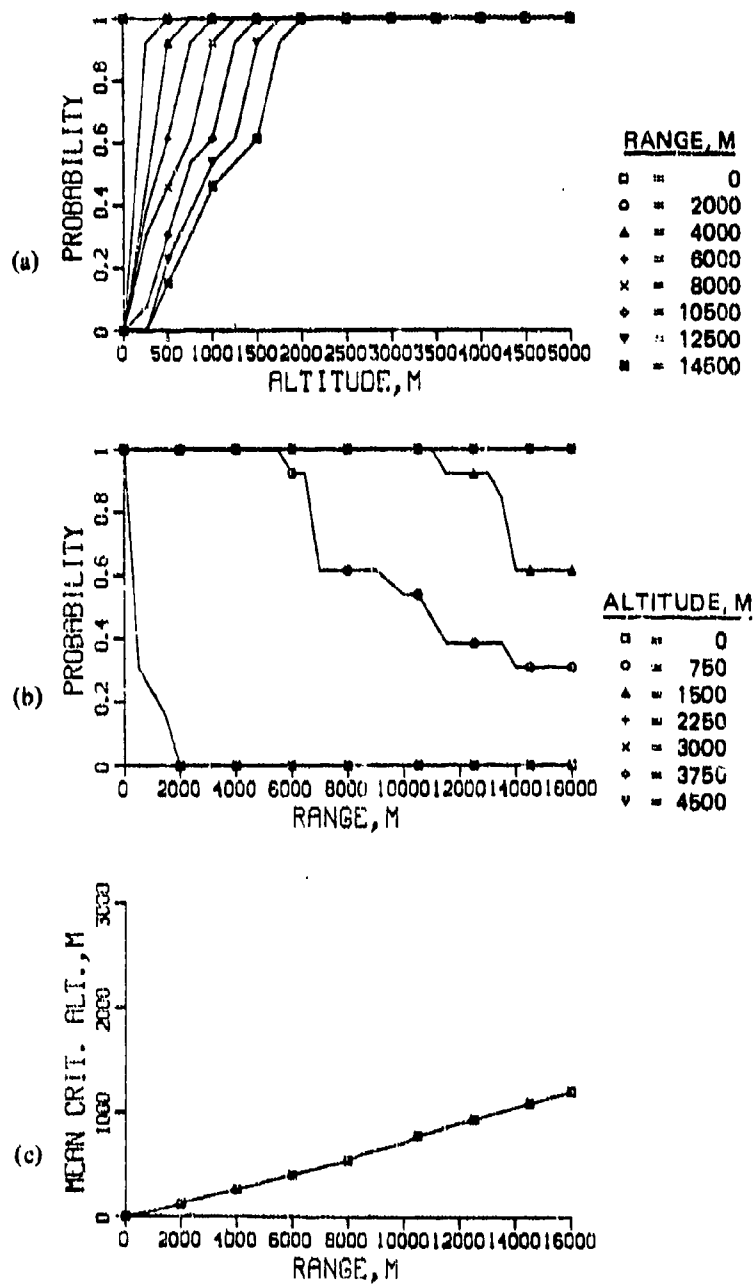 (a)
PROBABILITY
0 0.2 0.4 0.6 0.8 1
0 500 1000 1500 2000 2500 3000 3500 4000 4500 5000
ALTITUDE, M
RANGE, M
= 0
= 2000
= 4000
= 6000
= 8000
= 10500
= 12500
= 14500
(b)
PROBABILITY
0 0.2 0.4 0.6 0.8 1
0 2000 4000 6000 8000 10000 12000 14000 16000
RANGE, M
ALTITUDE, M
= 0
= 750
= 1500
= 2250
= 3000
= 3750
= 4500
(c)
MEAN CRIT. ALT., M
0 1000 2000 3000
0 2000 4000 6000 8000 10000 12000 14000 16000
RANGE, M